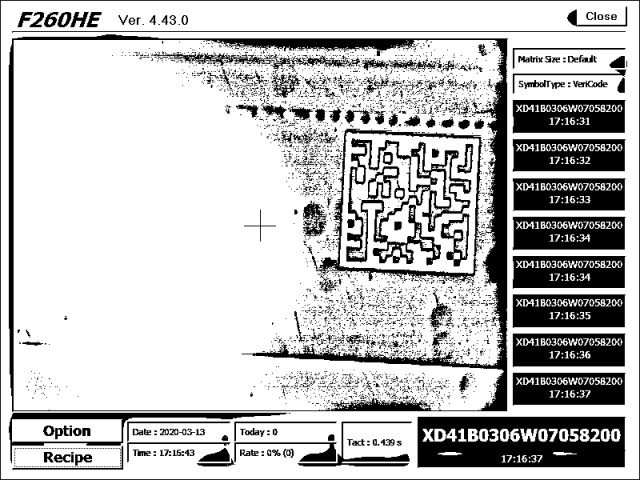 F260HE Ver. 4.43.0
Close
Matrix Size : Default
SymbolType : VeriCode
XD41B0306W07058200
17:16:31
XD41B0306W07058200
17:16:32
XD41B0306W07058200
17:16:33
XD41B0306W07058200
17:16:34
XD41B0306W07058200
17:16:34
XD41B0306W07058200
17:16:35
XD41B0306W07058200
17:16:36
XD41B0306W07058200
17:16:37
Option
Recipe
Date : 2020-03-13
Time : 17:16:43
Today : 0
Rate : 0% (0)
Tact : 0.439 s
XD41B0306W07058200
17:16:37